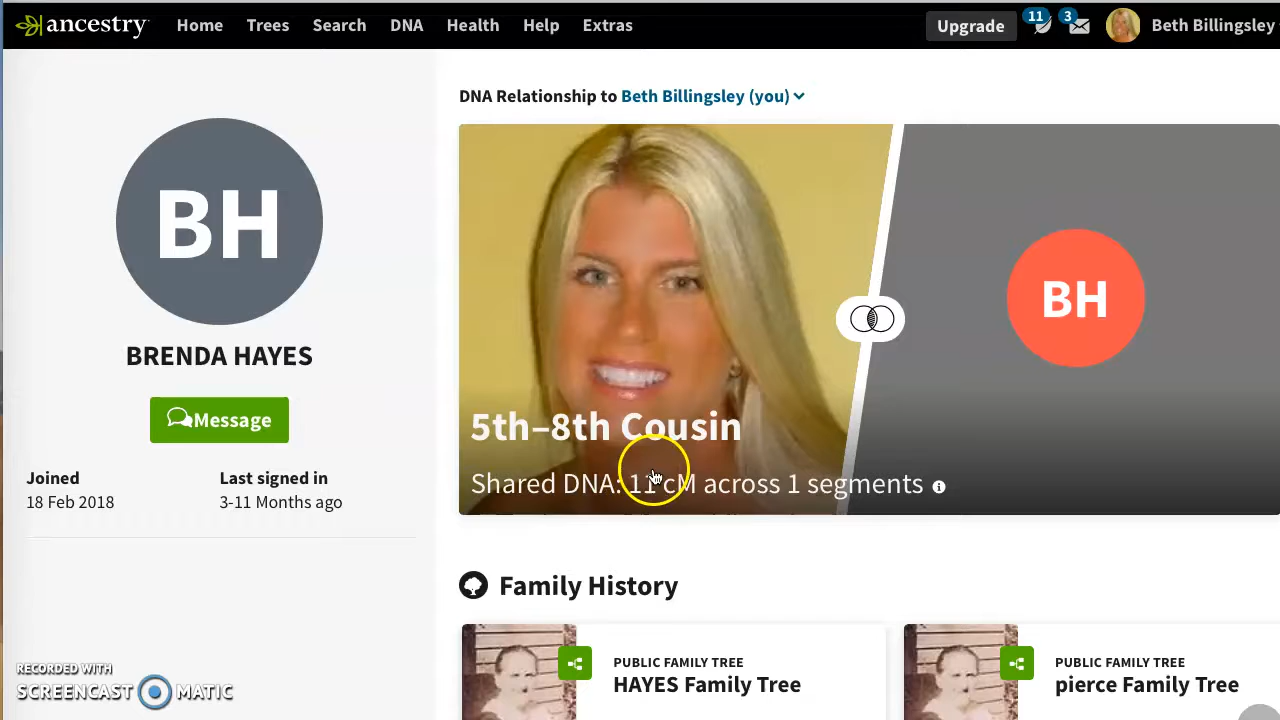 ancestry
Home Trees Search DNA Health Help Extras
Upgrade 11 3 Beth Billingsley
BH
BRENDA HAYES
Message
Joined Last signed in
18 Feb 2018 3-11 Months ago
DNA Relationship to Beth Billingsley (you)
BH
5th–8th Cousin
Shared DNA: 11 cM across 1 segments
Family History
PUBLIC FAMILY TREE
HAYES Family Tree
PUBLIC FAMILY TREE
pierce Family Tree
RECORDED WITH
SCREENCAST MATIC